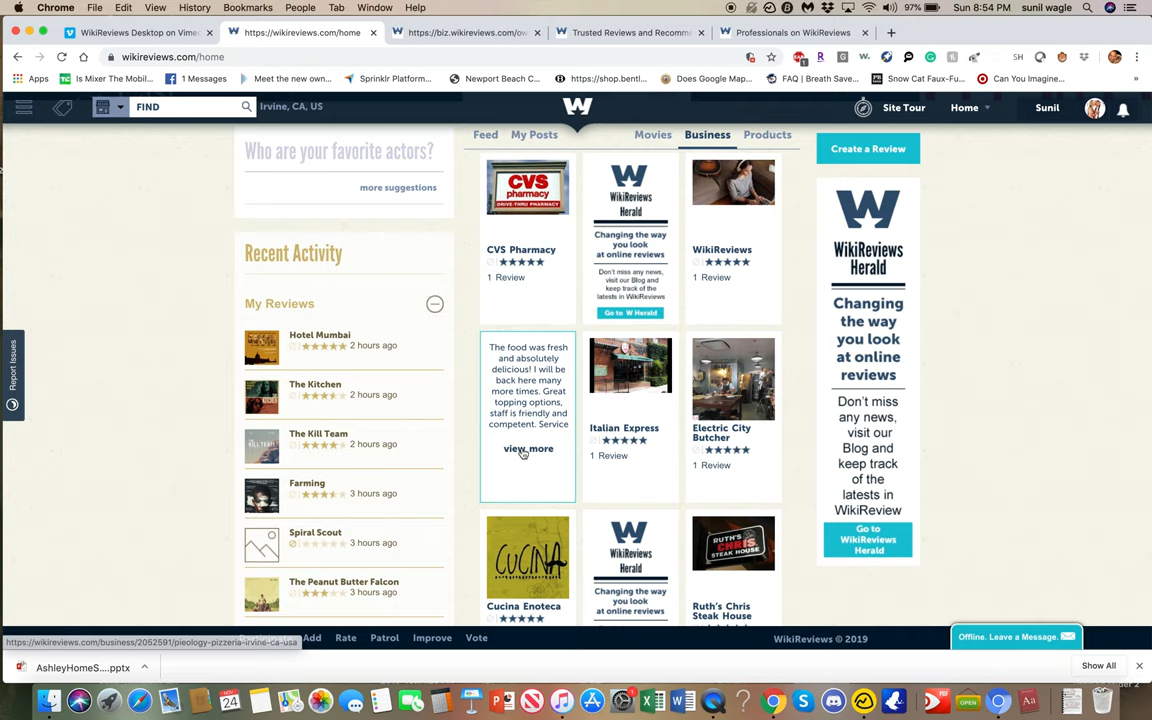 Chrome File Edit View History Bookmarks People Tab Window Help 97% Sun 8:54 PM sunil wagle
WikiReviews Desktop on Vime
https://wikireviews.com/home
https://biz.wikireviews.com/ow
Trusted Reviews and Recomm
Professionals on WikiReviews
wikireviews.com/home
Apps
Is Mixer The Mobil...
1 Messages
Meet the new own...
Sprinklr Platform...
Newport Beach C...
https://shop.bentl...
Does Google Map...
FAQ | Breath Save...
Snow Cat Faux-Fu...
Can You Imagine...
FIND
Irvine, CA, US
W
Site Tour
Home
Sunil
Feed My Posts Movies Business Products
Who are your favorite actors?
more suggestions
Recent Activity
My Reviews
Hotel Mumbai
2 hours ago
The Kitchen
2 hours ago
The Kill Team
2 hours ago
Farming
3 hours ago
Spiral Scout
3 hours ago
The Peanut Butter Falcon
3 hours ago
CVS
pharmacy
DRIVE-THRU PHARMACY
CVS Pharmacy
1 Review
W
WikiReviews
Herald
Changing the way
you look
at online reviews
Don't miss any news,
visit our Blog and
keep track of the
latests in WikiReviews
Go to W Herald
WikiReviews
1 Review
The food was fresh
and absolutely
delicious! I will be
back here many
more times. Great
topping options,
staff is friendly and
competent. Service
view more
Italian Express
1 Review
Electric City
Butcher
1 Review
CUCINA
Cucina Enoteca
W
WikiReviews
Herald
Changing the way
you look
at online reviews
RUTH'S
CHRIS
STEAK HOUSE
Ruth's Chris
Steak House
Create a Review
W
WikiReviews
Herald
Changing
the way
you look
at online
reviews
Don't miss
any news,
visit our
Blog and
keep track
of the
latests in
WikiReview
Go to
WikiReviews
Herald
Report Issues
Add Rate Patrol Improve Vote
WikiReviews © 2019
Offline. Leave a Message.
https://wikireviews.com/business/2052591/pieology-pizzeria-irvine-ca-usa
AshleyHomeS....pptx
Show All